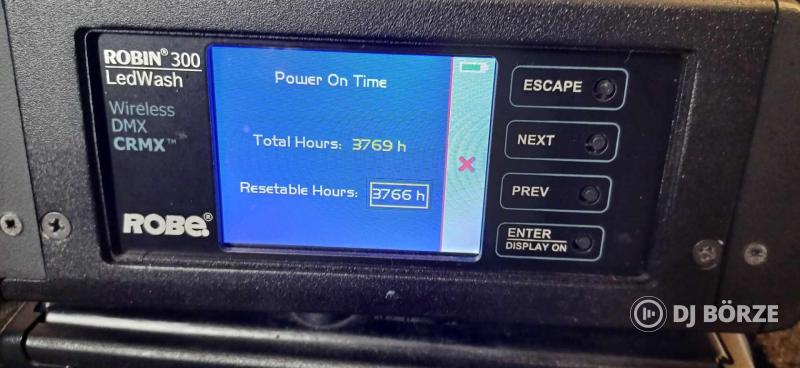 ROBIN® 300
LedWash
Wireless
DMX
CRMX™
ROBE®
Power On Time
Total Hours: 3769 h
Resetable Hours: 3766 h
ESCAPE
NEXT
PREV
ENTER
DISPLAY ON
DJ BÖRZE